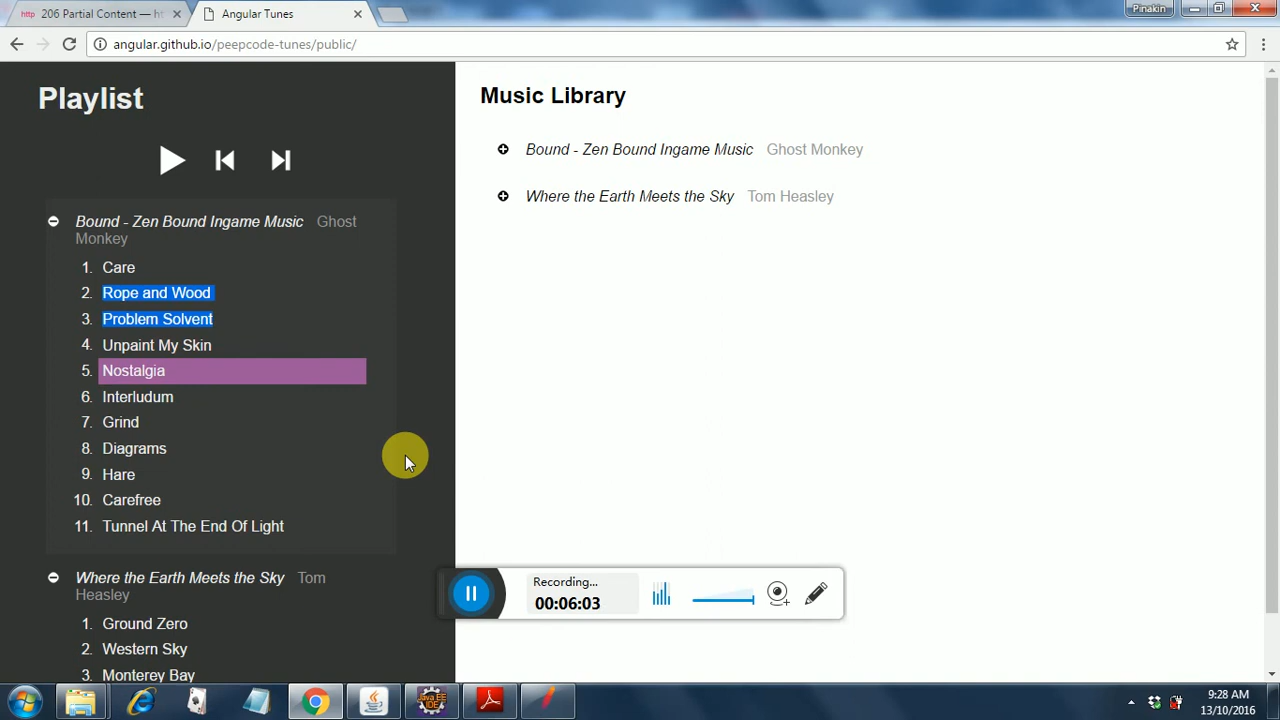 http 206 Partial Content — ht
Angular Tunes
Pinakin
angular.github.io/peepcode-tunes/public/
Playlist
Bound - Zen Bound Ingame Music Ghost
Monkey
1. Care
2. Rope and Wood
3. Problem Solvent
4. Unpaint My Skin
5. Nostalgia
6. Interludum
7. Grind
8. Diagrams
9. Hare
10. Carefree
11. Tunnel At The End Of Light
Where the Earth Meets the Sky Tom
Heasley
1. Ground Zero
2. Western Sky
3. Monterey Bay
Music Library
Bound - Zen Bound Ingame Music Ghost Monkey
Where the Earth Meets the Sky Tom Heasley
Recording...
00:06:03
Java EE
IDE
9:28 AM
13/10/2016